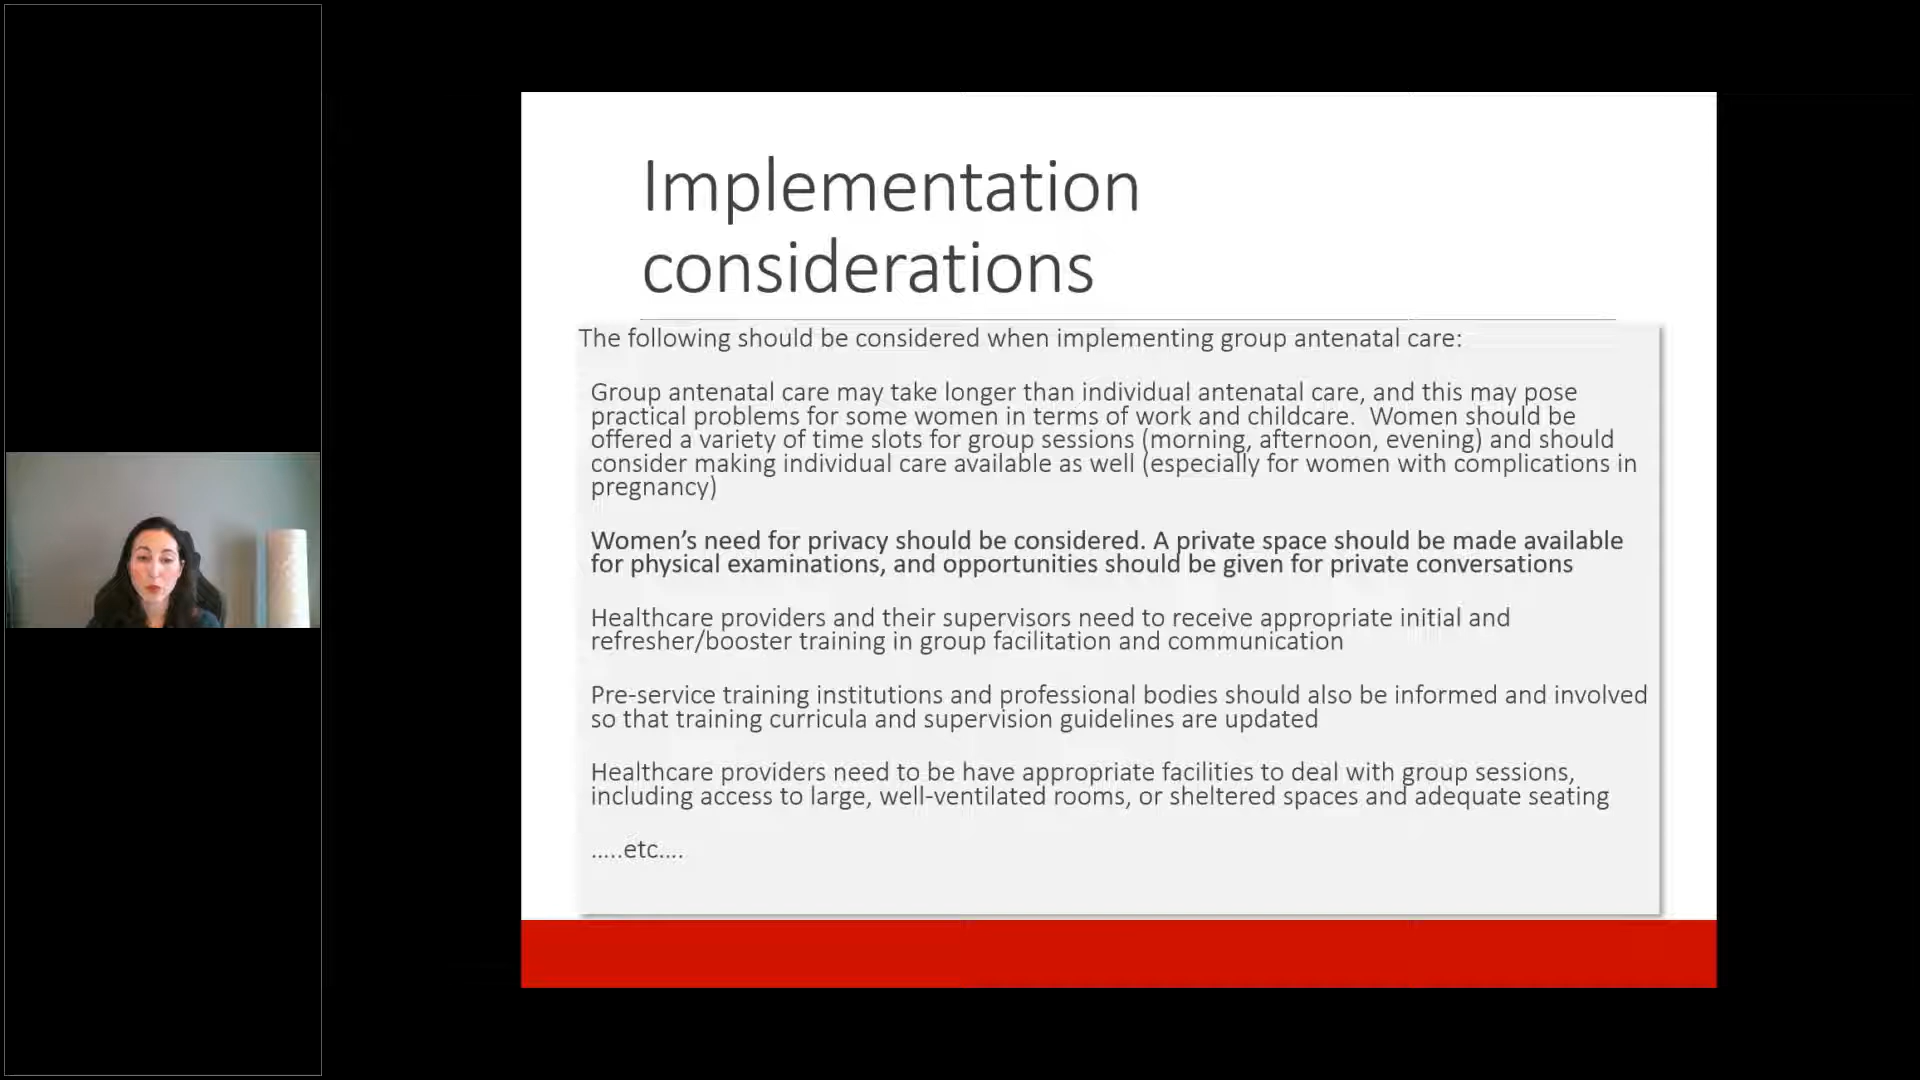 Implementation
considerations
The following should be considered when implementing group antenatal care:
Group antenatal care may take longer than individual antenatal care, and this may pose
practical problems for some women in terms of work and childcare.  Women should be
offered a variety of time slots for group sessions (morning, afternoon, evening) and should
consider making individual care available as well (especially for women with complications in
pregnancy)
Women’s need for privacy should be considered. A private space should be made available
for physical examinations, and opportunities should be given for private conversations
Healthcare providers and their supervisors need to receive appropriate initial and
refresher/booster training in group facilitation and communication
Pre-service training institutions and professional bodies should also be informed and involved
so that training curricula and supervision guidelines are updated
Healthcare providers need to be have appropriate facilities to deal with group sessions,
including access to large, well-ventilated rooms, or sheltered spaces and adequate seating
…..etc….